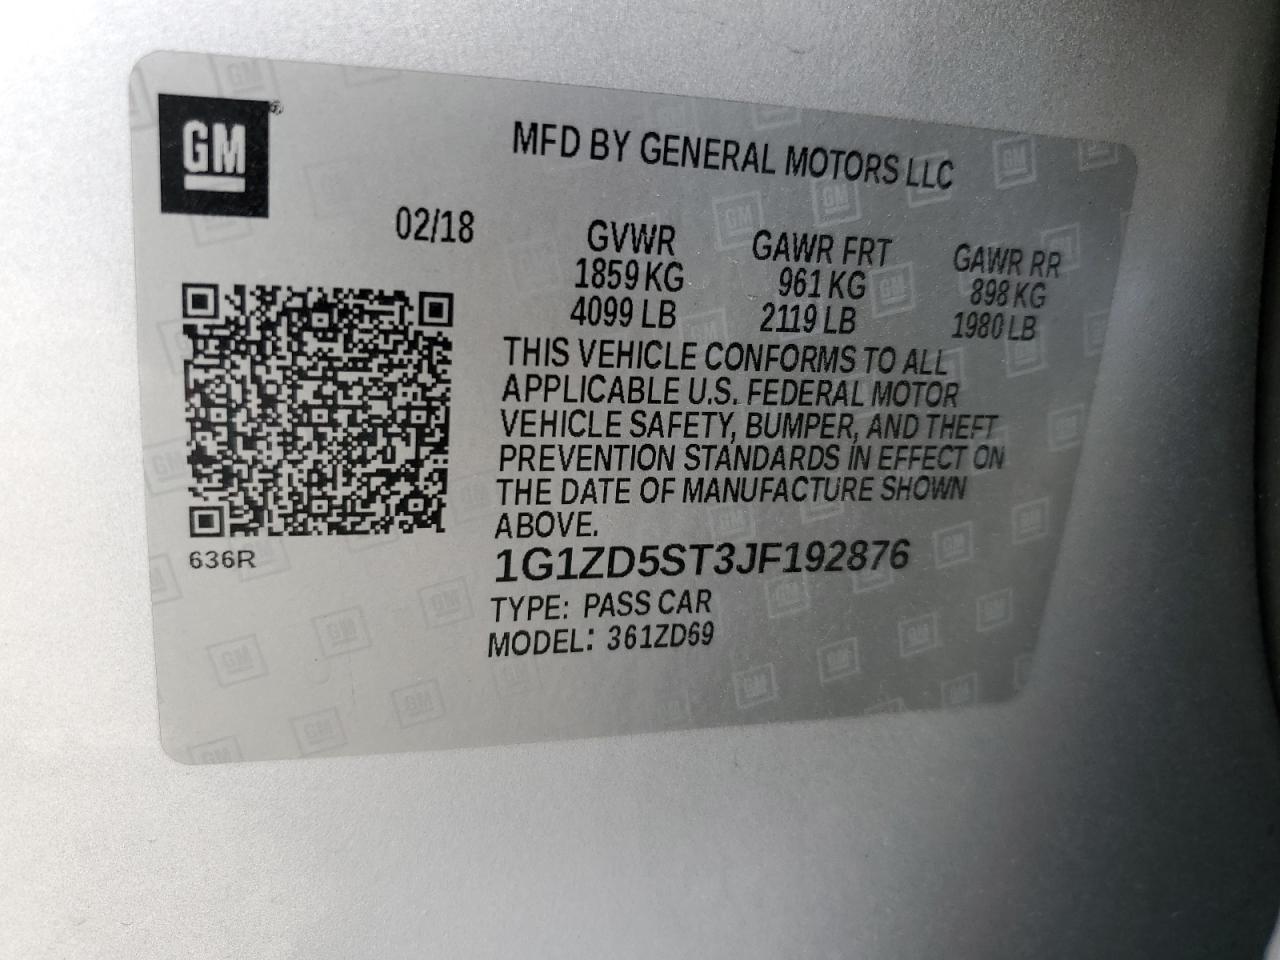 GM
MFD BY GENERAL MOTORS LLC
02/18
GVWR GAWR FRT GAWR RR
1859 KG 961 KG 898 KG
4099 LB 2119 LB 1980 LB
THIS VEHICLE CONFORMS TO ALL
APPLICABLE U.S. FEDERAL MOTOR
VEHICLE SAFETY, BUMPER, AND THEFT
PREVENTION STANDARDS IN EFFECT ON
THE DATE OF MANUFACTURE SHOWN
ABOVE.
636R
1G1ZD5ST3JF192876
TYPE: PASS CAR
MODEL: 361ZD69